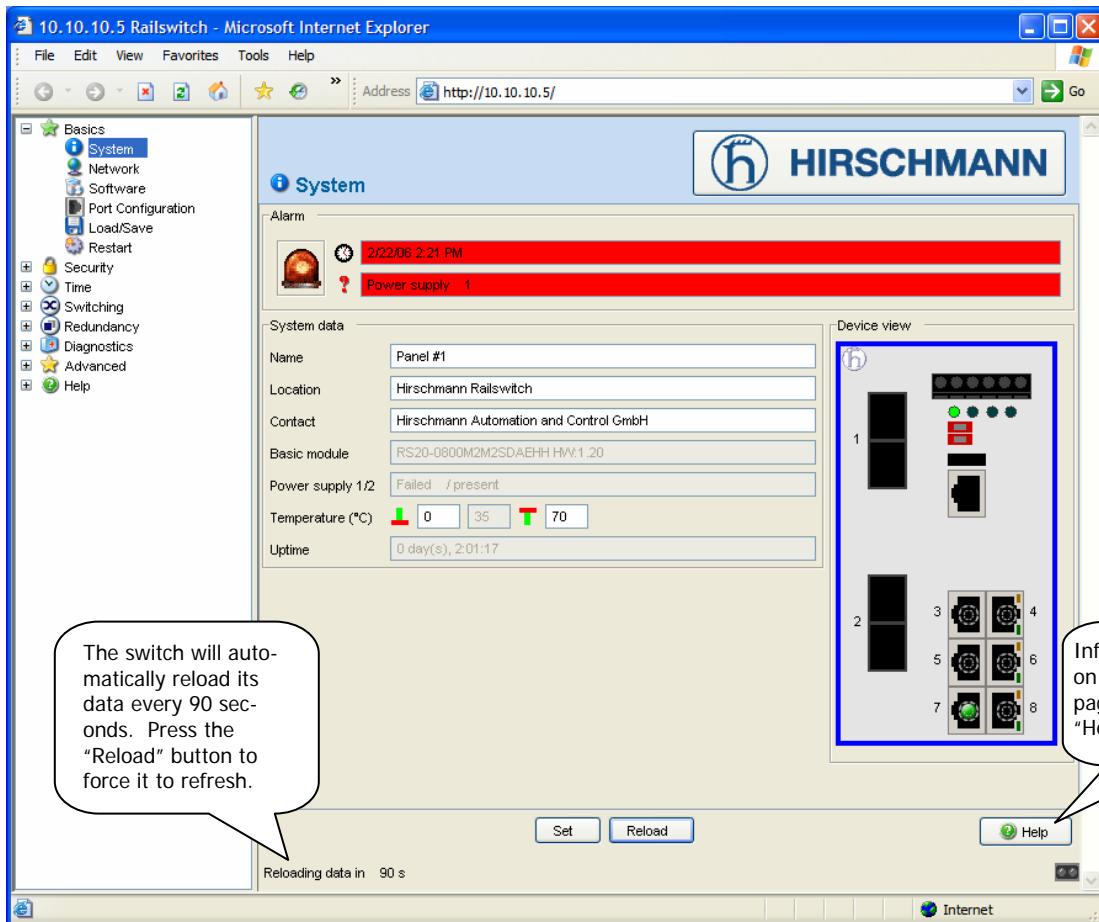 10.10.10.5 Railswitch - Microsoft Internet Explorer
File Edit View Favorites Tools Help
Address http://10.10.10.5/ Go
Basics
System
Network
Software
Port Configuration
Load/Save
Restart
Security
Time
Switching
Redundancy
Diagnostics
Advanced
Help
System
HIRSCHMANN
Alarm
2/22/06 2:21 PM
Power supply 1
System data
Name Panel #1
Location Hirschmann Railswitch
Contact Hirschmann Automation and Control GmbH
Basic module RS20-0800M2M2SDAEHH HW:1.20
Power supply 1/2 Failed / present
Temperature (°C) 0 35 70
Uptime 0 day(s), 2:01:17
Device view
1
2
3 4
5 6
7 8
The switch will auto-
matically reload its
data every 90 sec-
onds. Press the
“Reload” button to
force it to refresh.
Inf
on
pag
“He
Set Reload Help
Reloading data in 90 s
Internet